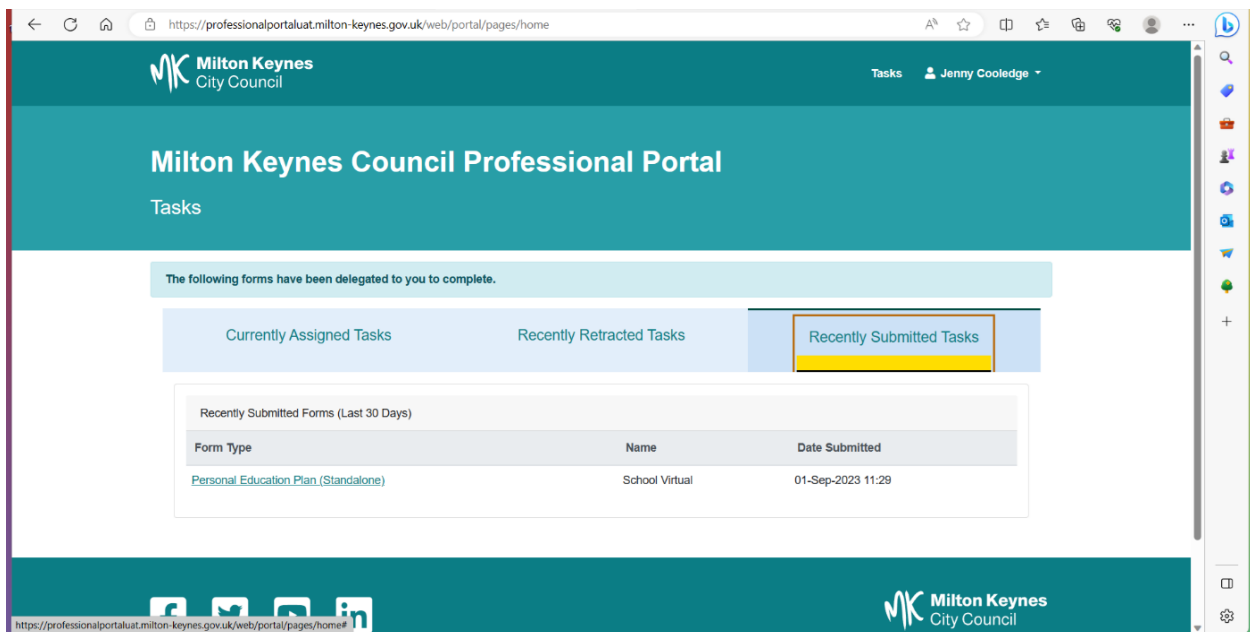 https://professionalportaluat.milton-keynes.gov.uk/web/portal/pages/home
Milton Keynes
City Council
Tasks
Jenny Cooledge
Milton Keynes Council Professional Portal
Tasks
The following forms have been delegated to you to complete.
Currently Assigned Tasks
Recently Retracted Tasks
Recently Submitted Tasks
Recently Submitted Forms (Last 30 Days)
Form Type Name Date Submitted
Personal Education Plan (Standalone) School Virtual 01-Sep-2023 11:29
Milton Keynes
City Council
https://professionalportaluat.milton-keynes.gov.uk/web/portal/pages/home#